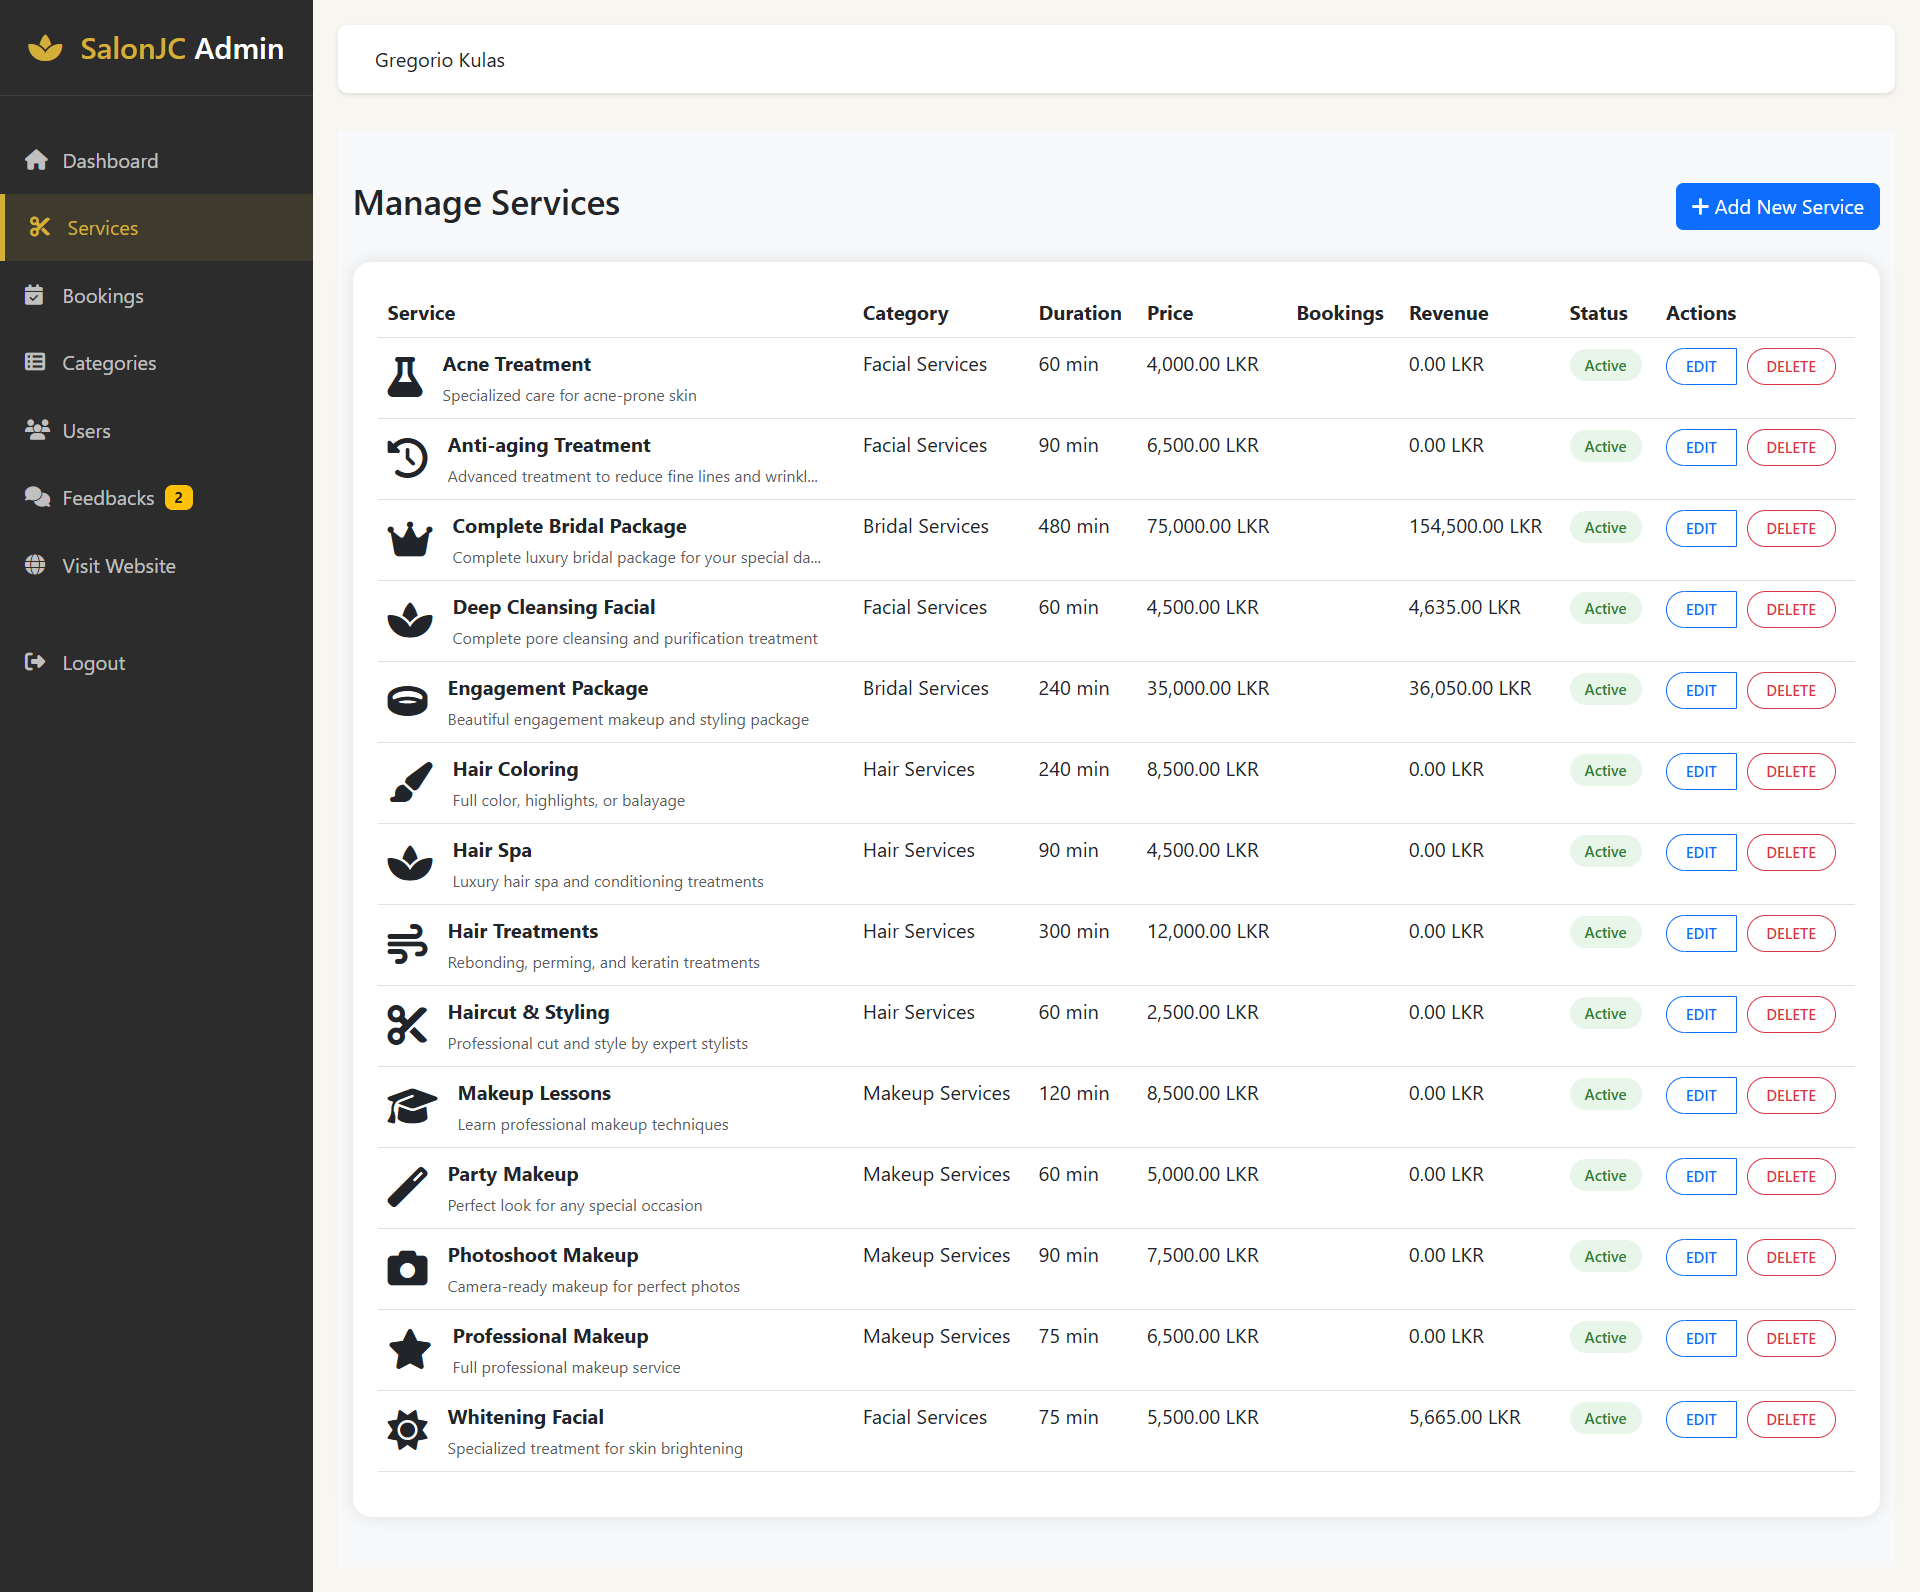 SalonJC Admin
Gregorio Kulas
Dashboard
Services
Bookings
Categories
Users
Feedbacks 2
Visit Website
Logout
Manage Services
+ Add New Service
Service Category Duration Price Bookings Revenue Status Actions
Acne Treatment Facial Services 60 min 4,000.00 LKR 0.00 LKR Active EDIT DELETE
Specialized care for acne-prone skin
Anti-aging Treatment Facial Services 90 min 6,500.00 LKR 0.00 LKR Active EDIT DELETE
Advanced treatment to reduce fine lines and wrinkl...
Complete Bridal Package Bridal Services 480 min 75,000.00 LKR 154,500.00 LKR Active EDIT DELETE
Complete luxury bridal package for your special da...
Deep Cleansing Facial Facial Services 60 min 4,500.00 LKR 4,635.00 LKR Active EDIT DELETE
Complete pore cleansing and purification treatment
Engagement Package Bridal Services 240 min 35,000.00 LKR 36,050.00 LKR Active EDIT DELETE
Beautiful engagement makeup and styling package
Hair Coloring Hair Services 240 min 8,500.00 LKR 0.00 LKR Active EDIT DELETE
Full color, highlights, or balayage
Hair Spa Hair Services 90 min 4,500.00 LKR 0.00 LKR Active EDIT DELETE
Luxury hair spa and conditioning treatments
Hair Treatments Hair Services 300 min 12,000.00 LKR 0.00 LKR Active EDIT DELETE
Rebonding, perming, and keratin treatments
Haircut & Styling Hair Services 60 min 2,500.00 LKR 0.00 LKR Active EDIT DELETE
Professional cut and style by expert stylists
Makeup Lessons Makeup Services 120 min 8,500.00 LKR 0.00 LKR Active EDIT DELETE
Learn professional makeup techniques
Party Makeup Makeup Services 60 min 5,000.00 LKR 0.00 LKR Active EDIT DELETE
Perfect look for any special occasion
Photoshoot Makeup Makeup Services 90 min 7,500.00 LKR 0.00 LKR Active EDIT DELETE
Camera-ready makeup for perfect photos
Professional Makeup Makeup Services 75 min 6,500.00 LKR 0.00 LKR Active EDIT DELETE
Full professional makeup service
Whitening Facial Facial Services 75 min 5,500.00 LKR 5,665.00 LKR Active EDIT DELETE
Specialized treatment for skin brightening